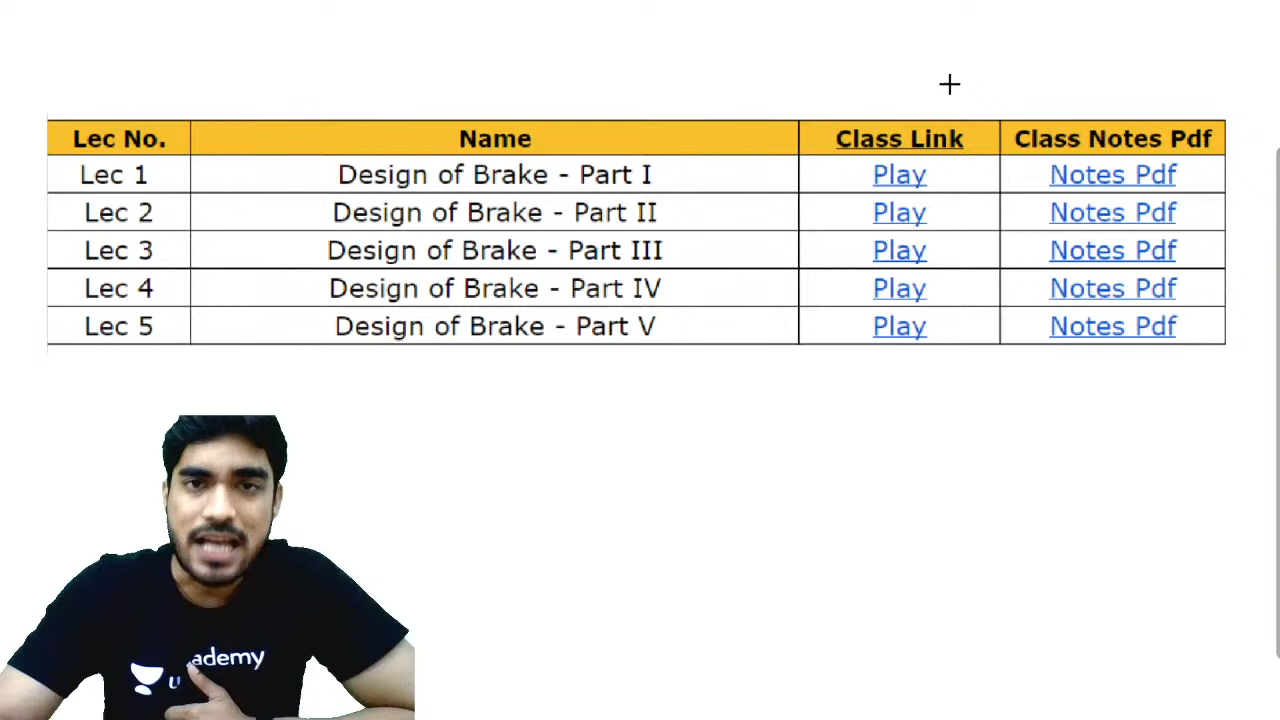 Lec No. Name Class Link Class Notes Pdf
Lec 1 Design of Brake - Part I Play Notes Pdf
Lec 2 Design of Brake - Part II Play Notes Pdf
Lec 3 Design of Brake - Part III Play Notes Pdf
Lec 4 Design of Brake - Part IV Play Notes Pdf
Lec 5 Design of Brake - Part V Play Notes Pdf